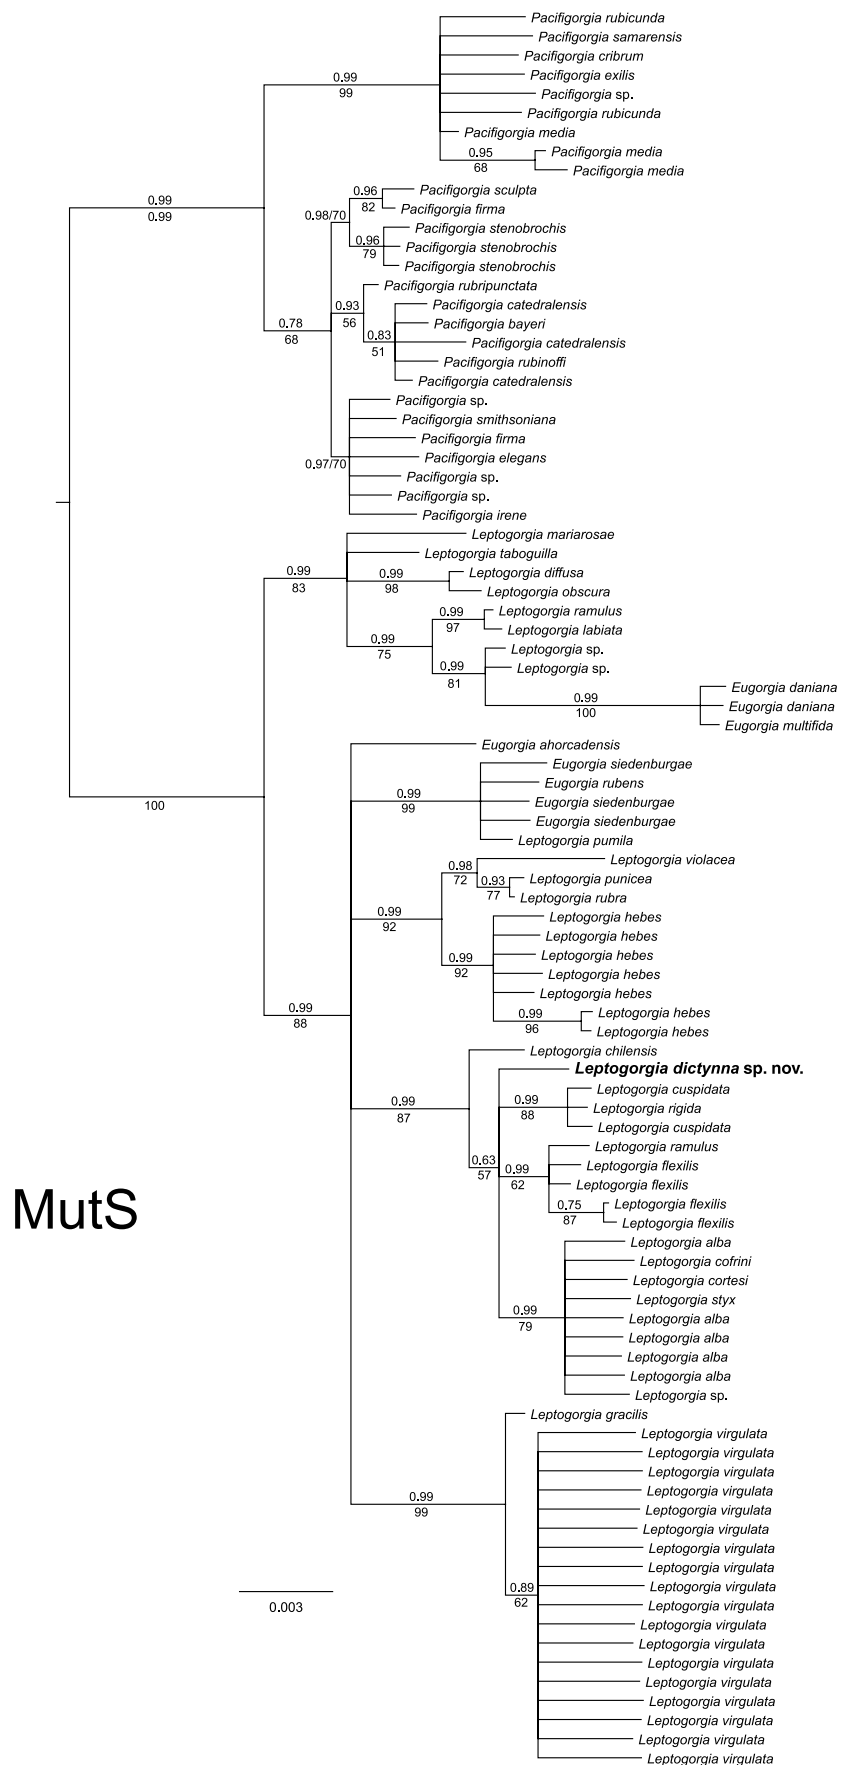 Pacifigorgia rubicunda
Pacifigorgia samarensis
Pacifigorgia cribrum
Pacifigorgia exilis
0.99
99
Pacifigorgia sp.
Pacifigorgia rubicunda
Pacifigorgia media
0.95
68
Pacifigorgia media
Pacifigorgia media
0.99
0.99
0.96
82
Pacifigorgia sculpta
Pacifigorgia firma
0.98/70
Pacifigorgia stenobrochis
0.96
79
Pacifigorgia stenobrochis
Pacifigorgia stenobrochis
Pacifigorgia rubripunctata
0.93
56
Pacifigorgia catedralensis
0.78
68
Pacifigorgia bayeri
0.83
51
Pacifigorgia catedralensis
Pacifigorgia rubinoffi
Pacifigorgia catedralensis
Pacifigorgia sp.
Pacifigorgia smithsoniana
Pacifigorgia firma
0.97/70
Pacifigorgia elegans
Pacifigorgia sp.
Pacifigorgia sp.
Pacifigorgia irene
Leptogorgia mariarosae
Leptogorgia taboguilla
0.99
83
0.99
98
Leptogorgia diffusa
Leptogorgia obscura
0.99
97
Leptogorgia ramulus
Leptogorgia labiata
0.99
75
Leptogorgia sp.
0.99
81
Leptogorgia sp.
Eugorgia daniana
0.99
100
Eugorgia daniana
Eugorgia multifida
Eugorgia ahorcadensis
Eugorgia siedenburgae
Eugorgia rubens
100
0.99
99
Eugorgia siedenburgae
Eugorgia siedenburgae
Leptogorgia pumila
Leptogorgia violacea
0.98
72
0.93
77
Leptogorgia punicea
Leptogorgia rubra
0.99
92
Leptogorgia hebes
Leptogorgia hebes
Leptogorgia hebes
0.99
92
Leptogorgia hebes
Leptogorgia hebes
0.99
96
Leptogorgia hebes
Leptogorgia hebes
0.99
88
Leptogorgia chilensis
Leptogorgia dictynna sp. nov.
Leptogorgia cuspidata
0.99
88
Leptogorgia rigida
0.99
87
Leptogorgia cuspidata
Leptogorgia ramulus
0.63
57
0.99
62
Leptogorgia flexilis
Leptogorgia flexilis
0.75
87
Leptogorgia flexilis
Leptogorgia flexilis
MutS
Leptogorgia alba
Leptogorgia cofrini
Leptogorgia cortesi
Leptogorgia styx
0.99
79
Leptogorgia alba
Leptogorgia alba
Leptogorgia alba
Leptogorgia alba
Leptogorgia sp.
Leptogorgia gracilis
Leptogorgia virgulata
Leptogorgia virgulata
Leptogorgia virgulata
Leptogorgia virgulata
0.99
99
Leptogorgia virgulata
Leptogorgia virgulata
Leptogorgia virgulata
Leptogorgia virgulata
0.89
62
Leptogorgia virgulata
Leptogorgia virgulata
0.003
Leptogorgia virgulata
Leptogorgia virgulata
Leptogorgia virgulata
Leptogorgia virgulata
Leptogorgia virgulata
Leptogorgia virgulata
Leptogorgia virgulata
Leptogorgia virgulata